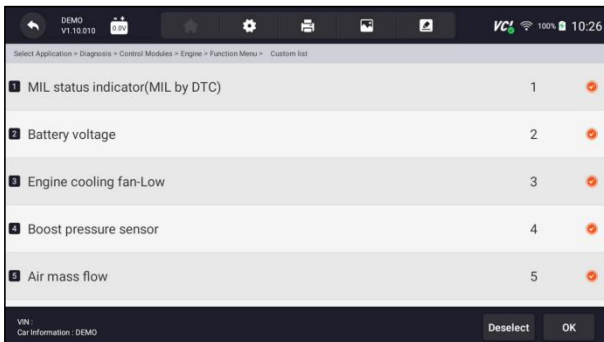 DEMO
V1.10.010
0.0V
VCI 100% 10:26
Select Application > Diagnosis > Control Modules > Engine > Function Menu > Custom list
1 MIL status indicator(MIL by DTC) 1
2 Battery voltage 2
3 Engine cooling fan-Low 3
4 Boost pressure sensor 4
5 Air mass flow 5
VIN :
Car Information : DEMO
Deselect OK